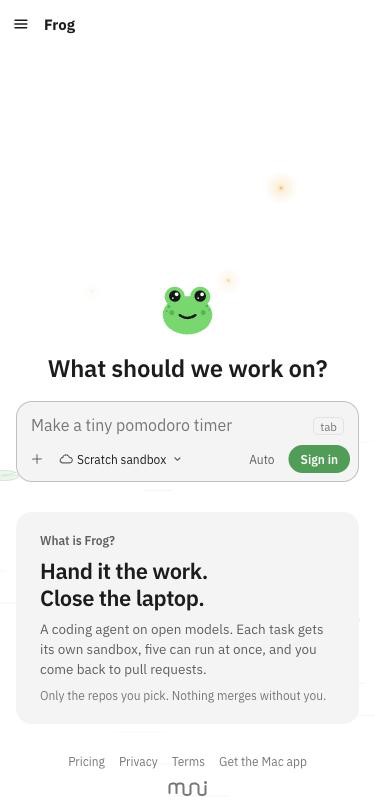 Frog
What should we work on?
Make a tiny pomodoro timer
tab
Scratch sandbox
Auto
Sign in
What is Frog?
Hand it the work.
Close the laptop.
A coding agent on open models. Each task gets
its own sandbox, five can run at once, and you
come back to pull requests.
Only the repos you pick. Nothing merges without you.
Pricing Privacy Terms Get the Mac app